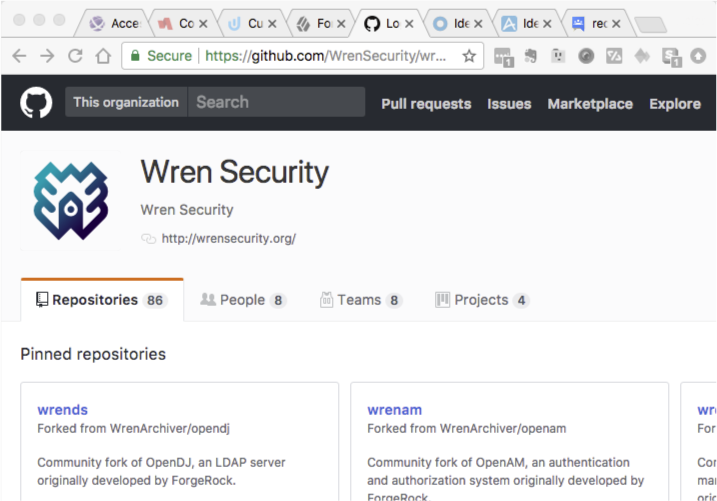 Acce
Co
Cu
Fo
Lo
Ide
Ide
rec
Secure
https://github.com/WrenSecurity/wr...
1
1
This organization
Search
Pull requests
Issues
Marketplace
Explore
Wren Security
Wren Security
http://wrensecurity.org/
Repositories 86
People 8
Teams 8
Projects 4
Pinned repositories
wrends
Forked from WrenArchiver/opendj
Community fork of OpenDJ, an LDAP server
originally developed by ForgeRock.
wrenam
Forked from WrenArchiver/openam
Community fork of OpenAM, an authentication
and authorization system originally developed by
ForgeRock.